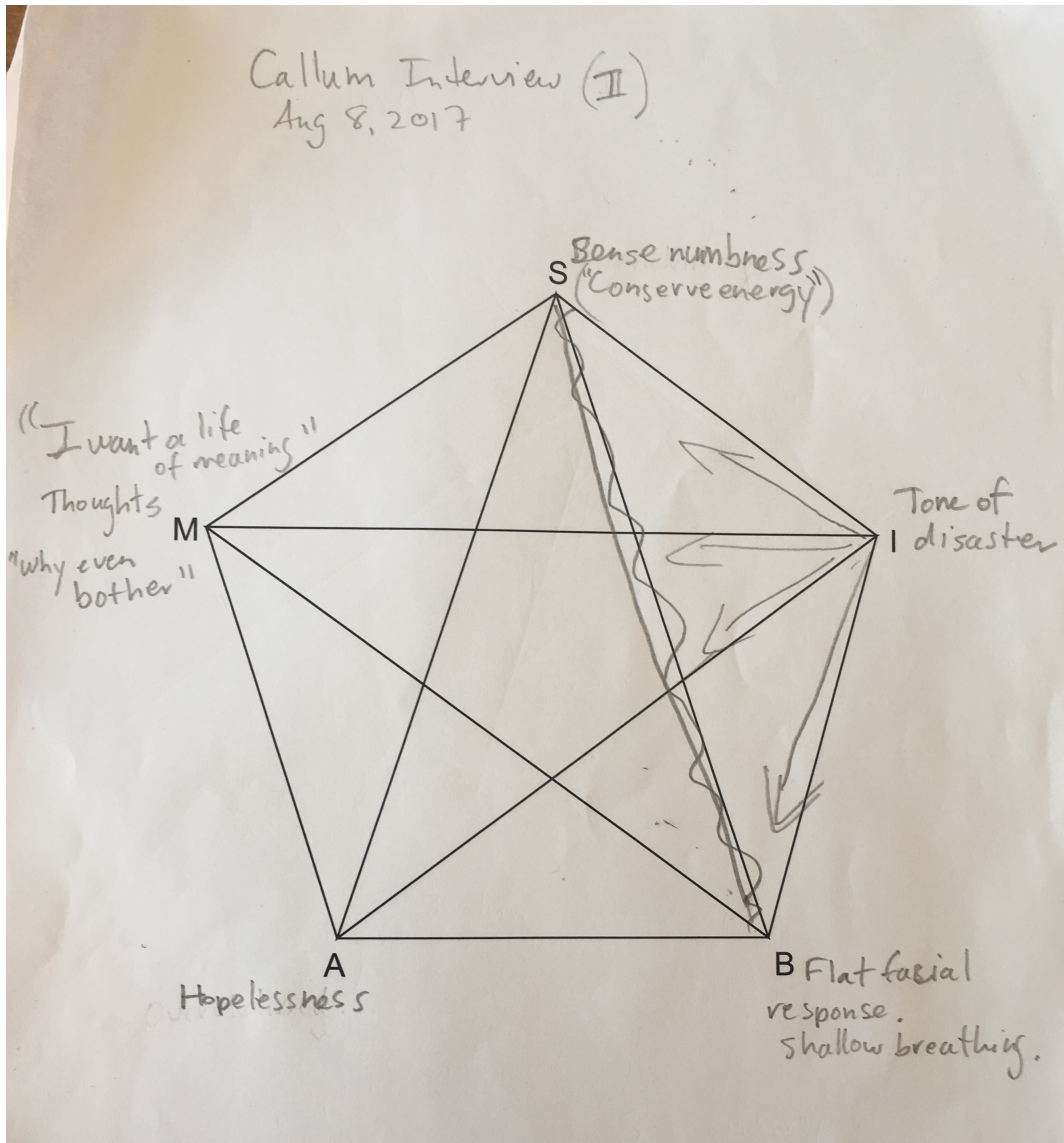 Callum Interview (II)
Aug 8, 2017
S
Sense numbness
("Conserve energy")
"I want a life
of meaning"
Thoughts
M
"why even
bother"
Tone of
I disaster
A
Hopelessness
B Flat facial
response.
shallow breathing.